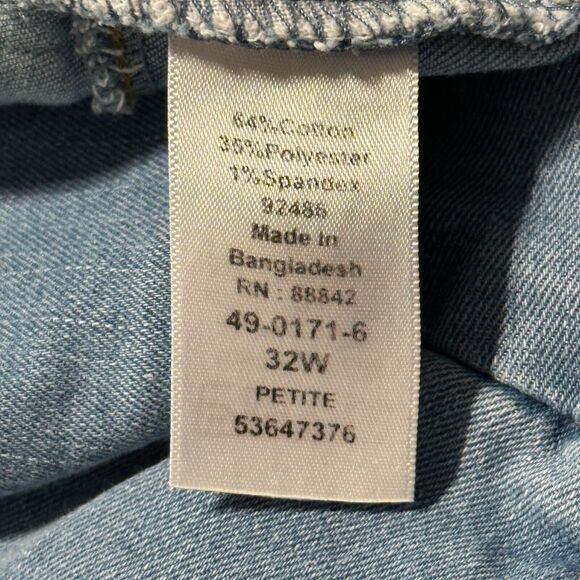 64%Cotton
35%Polyester
1%Spandex
92486
Made in
Bangladesh
RN : 88842
49-0171-6
32W
PETITE
53647376